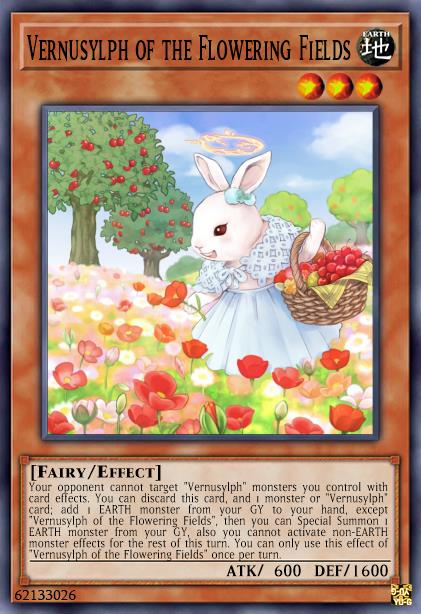 Vernusylph of the Flowering Fields
EARTH
地
[Fairy/Effect]
Your opponent cannot target "Vernusylph" monsters you control with
card effects. You can discard this card, and 1 monster or "Vernusylph"
card; add 1 EARTH monster from your GY to your hand, except
"Vernusylph of the Flowering Fields", then you can Special Summon 1
EARTH monster from your GY, also you cannot activate non-EARTH
monster effects for the rest of this turn. You can only use this effect of
"Vernusylph of the Flowering Fields" once per turn.
ATK/ 600 DEF/1600
62133026